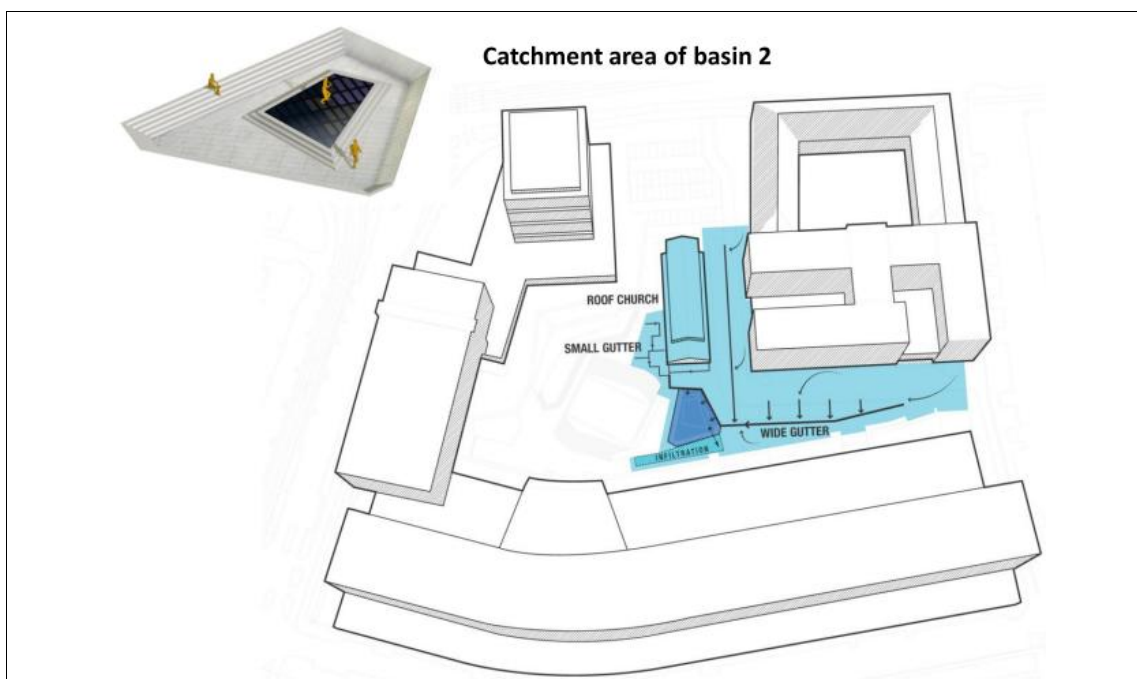 Catchment area of basin 2
ROOF CHURCH
SMALL GUTTER
WIDE GUTTER
INFILTRATION